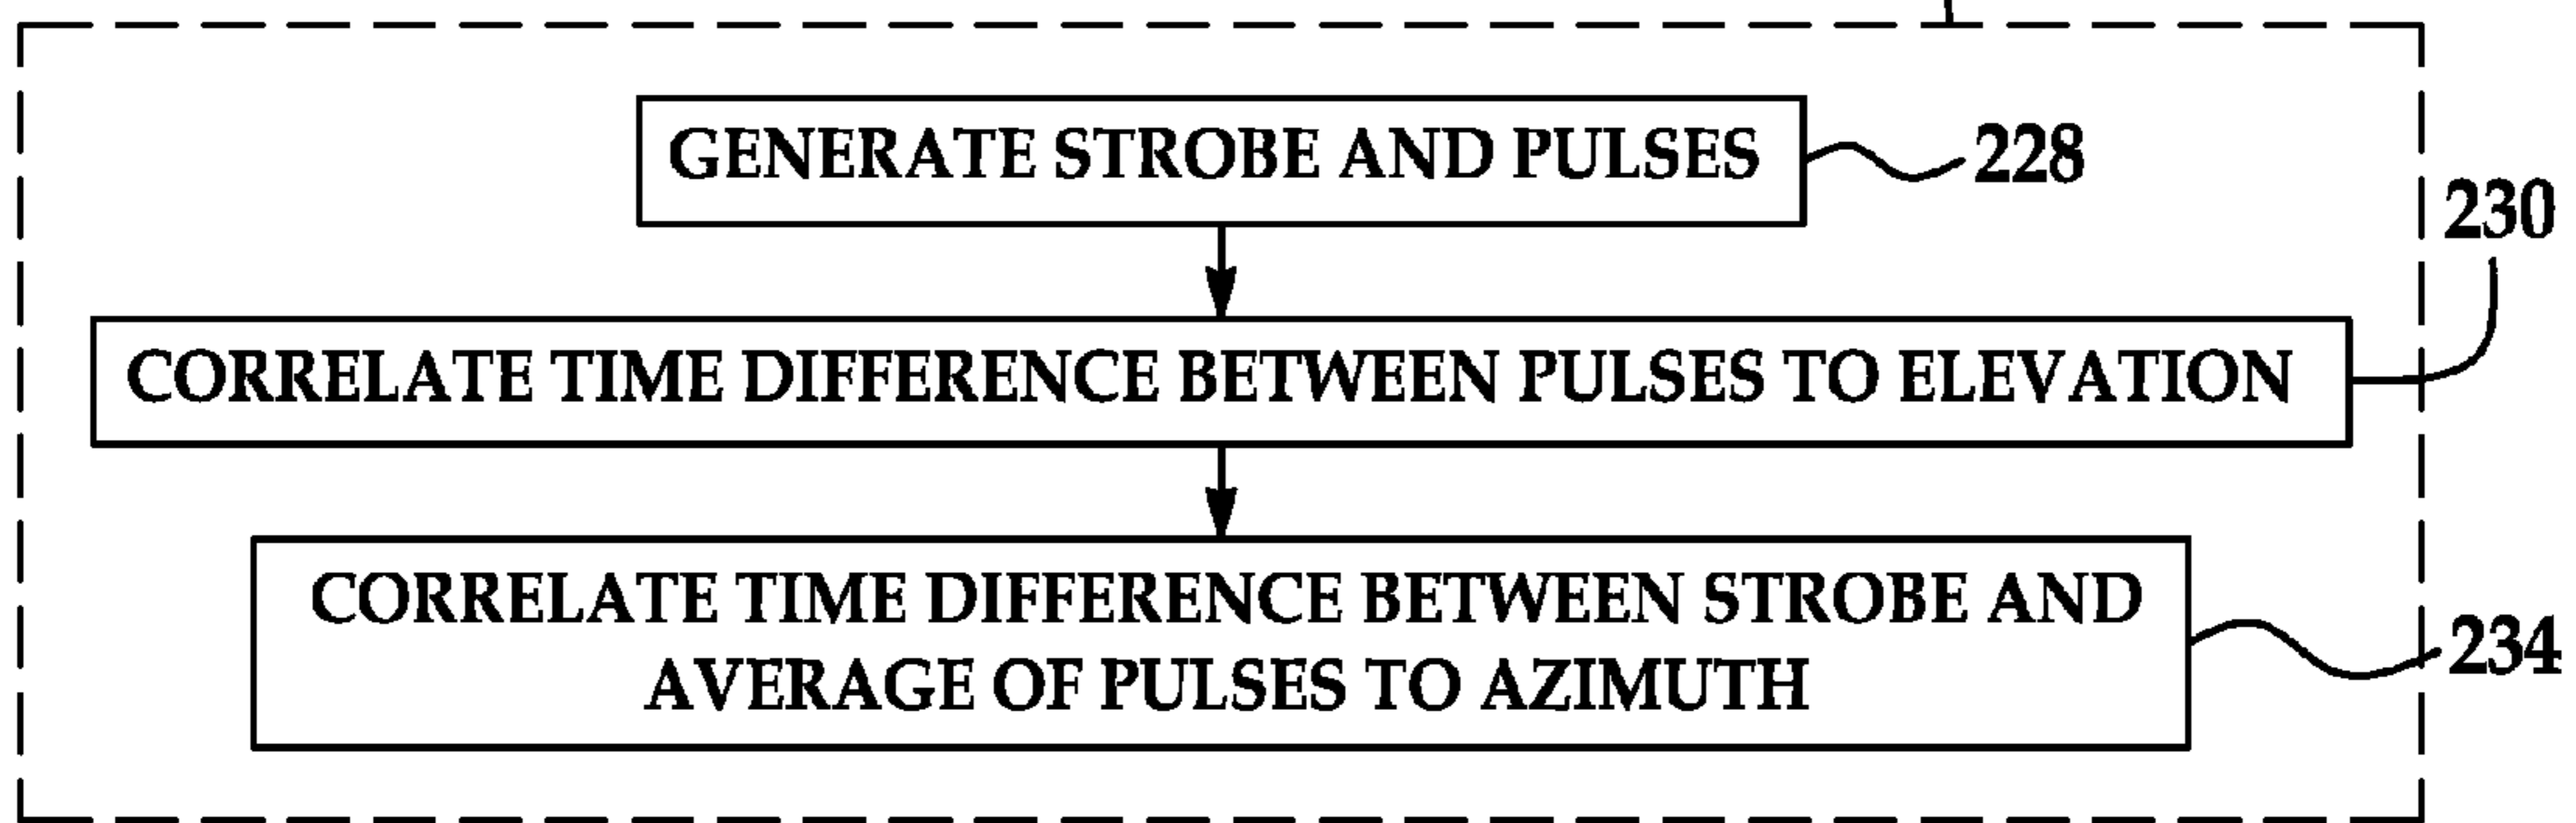 GENERATE STROBE AND PULSES
228
230
CORRELATE TIME DIFFERENCE BETWEEN PULSES TO ELEVATION
CORRELATE TIME DIFFERENCE BETWEEN STROBE AND
AVERAGE OF PULSES TO AZIMUTH
234